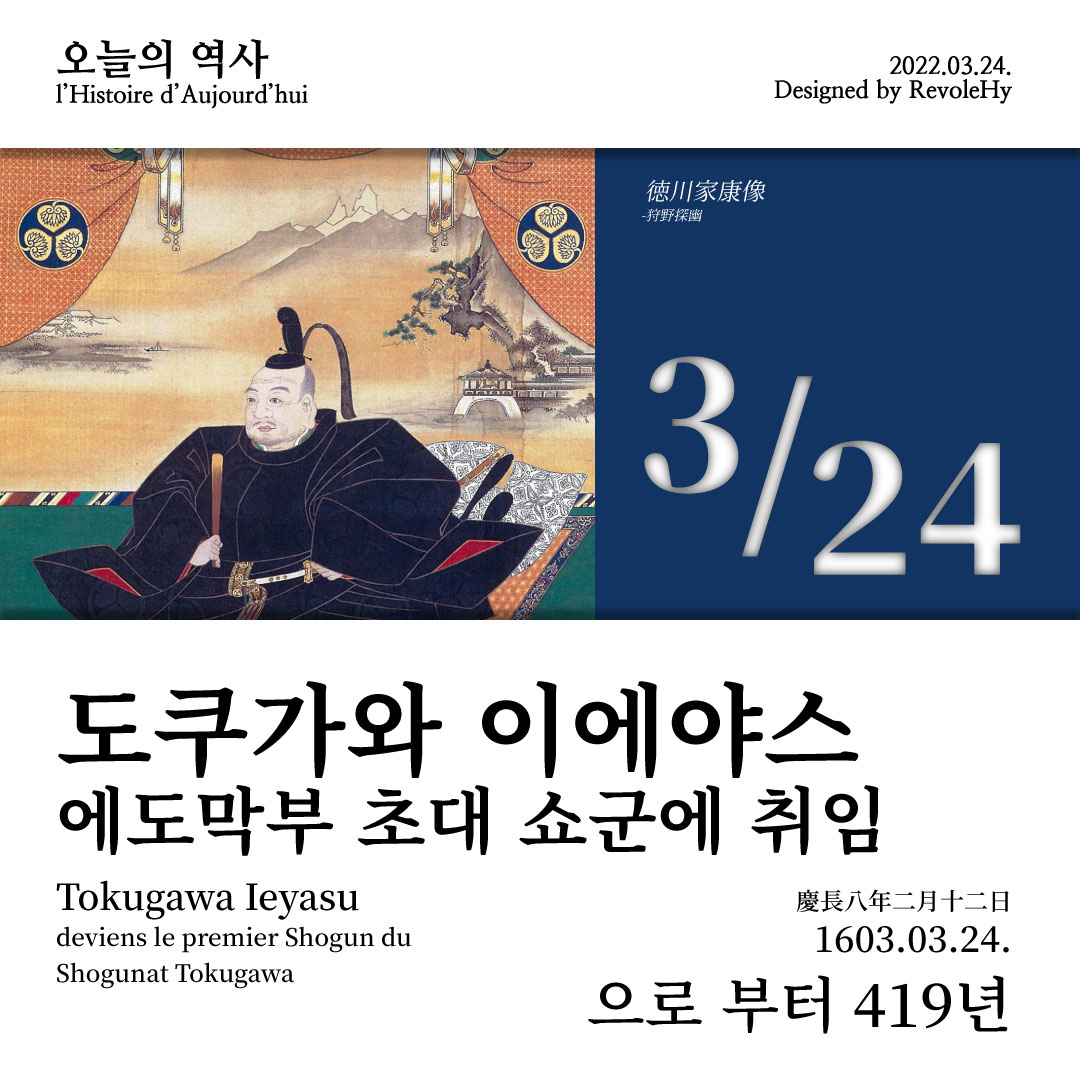 오늘의 역사
l'Histoire d'Aujourd'hui
2022.03.24.
Designed by RevoleHy
徳川家康像
-狩野探幽
3/24
도쿠가와 이에야스
에도막부 초대 쇼군에 취임
Tokugawa Ieyasu
deviens le premier Shogun du
Shogunat Tokugawa
慶長八年二月十二日
1603.03.24.
으로 부터 419년